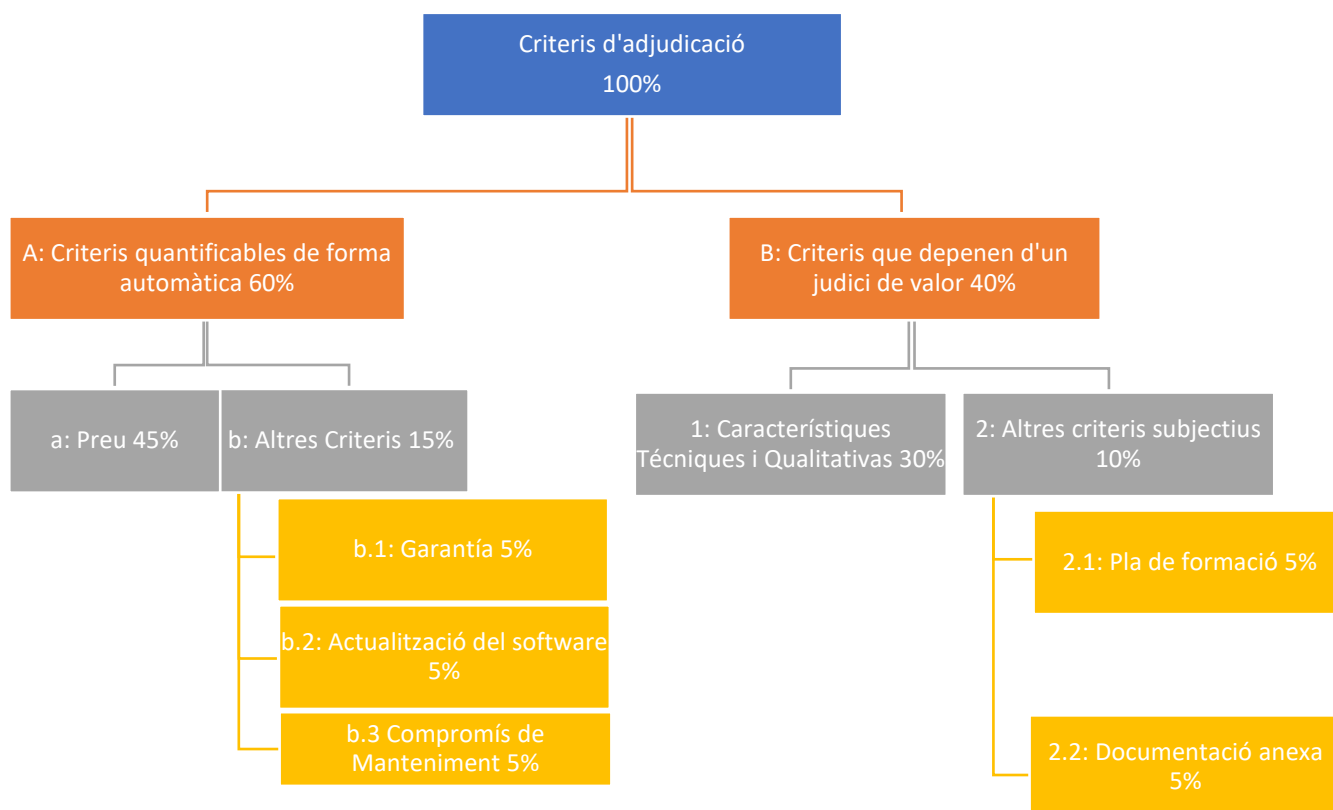 Criteris d'adjudicació
100%
A: Criteris quantificables de forma
automàtica 60%
B: Criteris que depenen d'un
judici de valor 40%
a: Preu 45%
b: Altres Criteris 15%
1: Característiques
Técniques i Qualitativas 30%
2: Altres criteris subjectius
10%
b.1: Garantía 5%
b.2: Actualització del software
5%
b.3 Compromís de
Manteniment 5%
2.1: Pla de formació 5%
2.2: Documentació anexa
5%